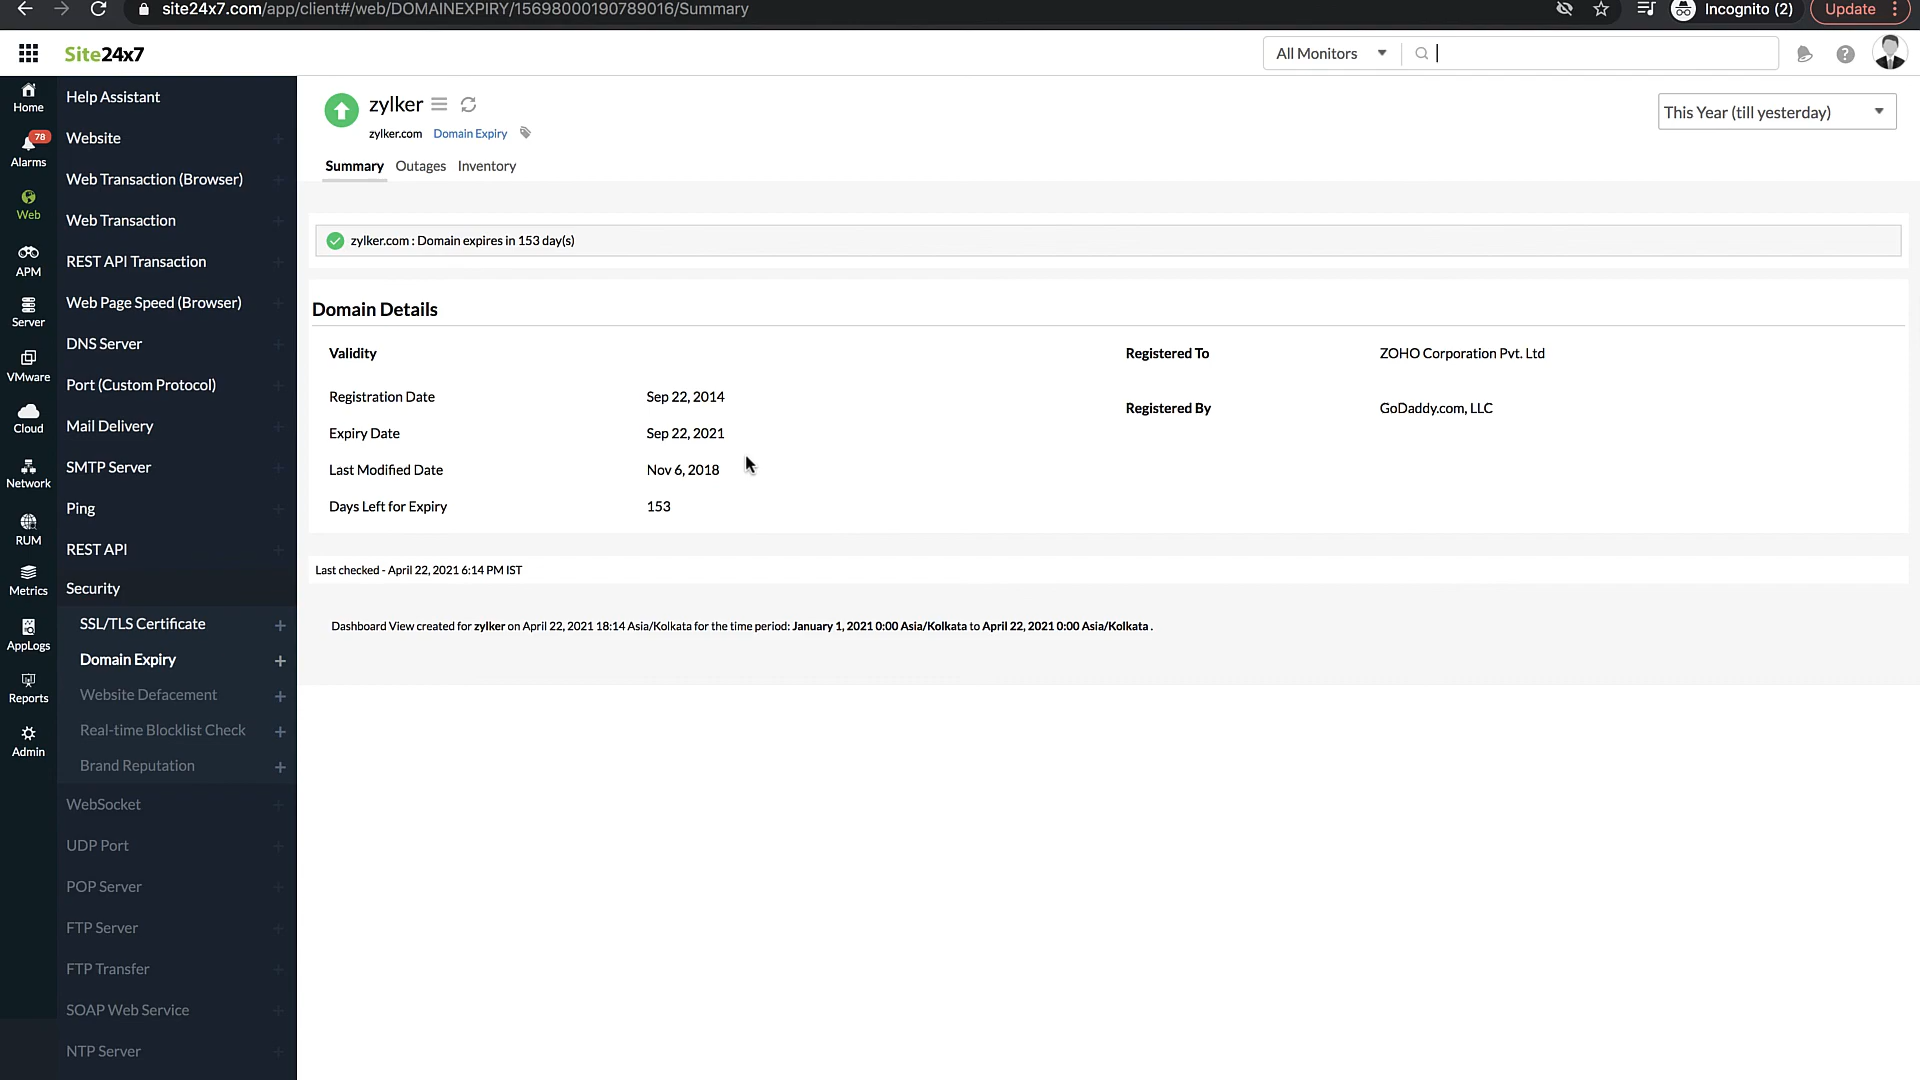 site24x7.com/app/client#/web/DOMAINEXPIRY/15698000190789016/Summary
Incognito (2)
Update
Site24x7
All Monitors
Home
78
Alarms
Web
APM
Server
VMware
Cloud
Network
RUM
Metrics
AppLogs
Reports
Admin
Help Assistant
Website
Web Transaction (Browser)
Web Transaction
REST API Transaction
Web Page Speed (Browser)
DNS Server
Port (Custom Protocol)
Mail Delivery
SMTP Server
Ping
REST API
Security
SSL/TLS Certificate
Domain Expiry
Website Defacement
Real-time Blocklist Check
Brand Reputation
WebSocket
UDP Port
POP Server
FTP Server
FTP Transfer
SOAP Web Service
NTP Server
zylker
zylker.com Domain Expiry
This Year (till yesterday)
Summary Outages Inventory
zylker.com : Domain expires in 153 day(s)
Domain Details
Validity
Registration Date Sep 22, 2014
Expiry Date Sep 22, 2021
Last Modified Date Nov 6, 2018
Days Left for Expiry 153
Registered To ZOHO Corporation Pvt. Ltd
Registered By GoDaddy.com, LLC
Last checked - April 22, 2021 6:14 PM IST
Dashboard View created for zylker on April 22, 2021 18:14 Asia/Kolkata for the time period: January 1, 2021 0:00 Asia/Kolkata to April 22, 2021 0:00 Asia/Kolkata .